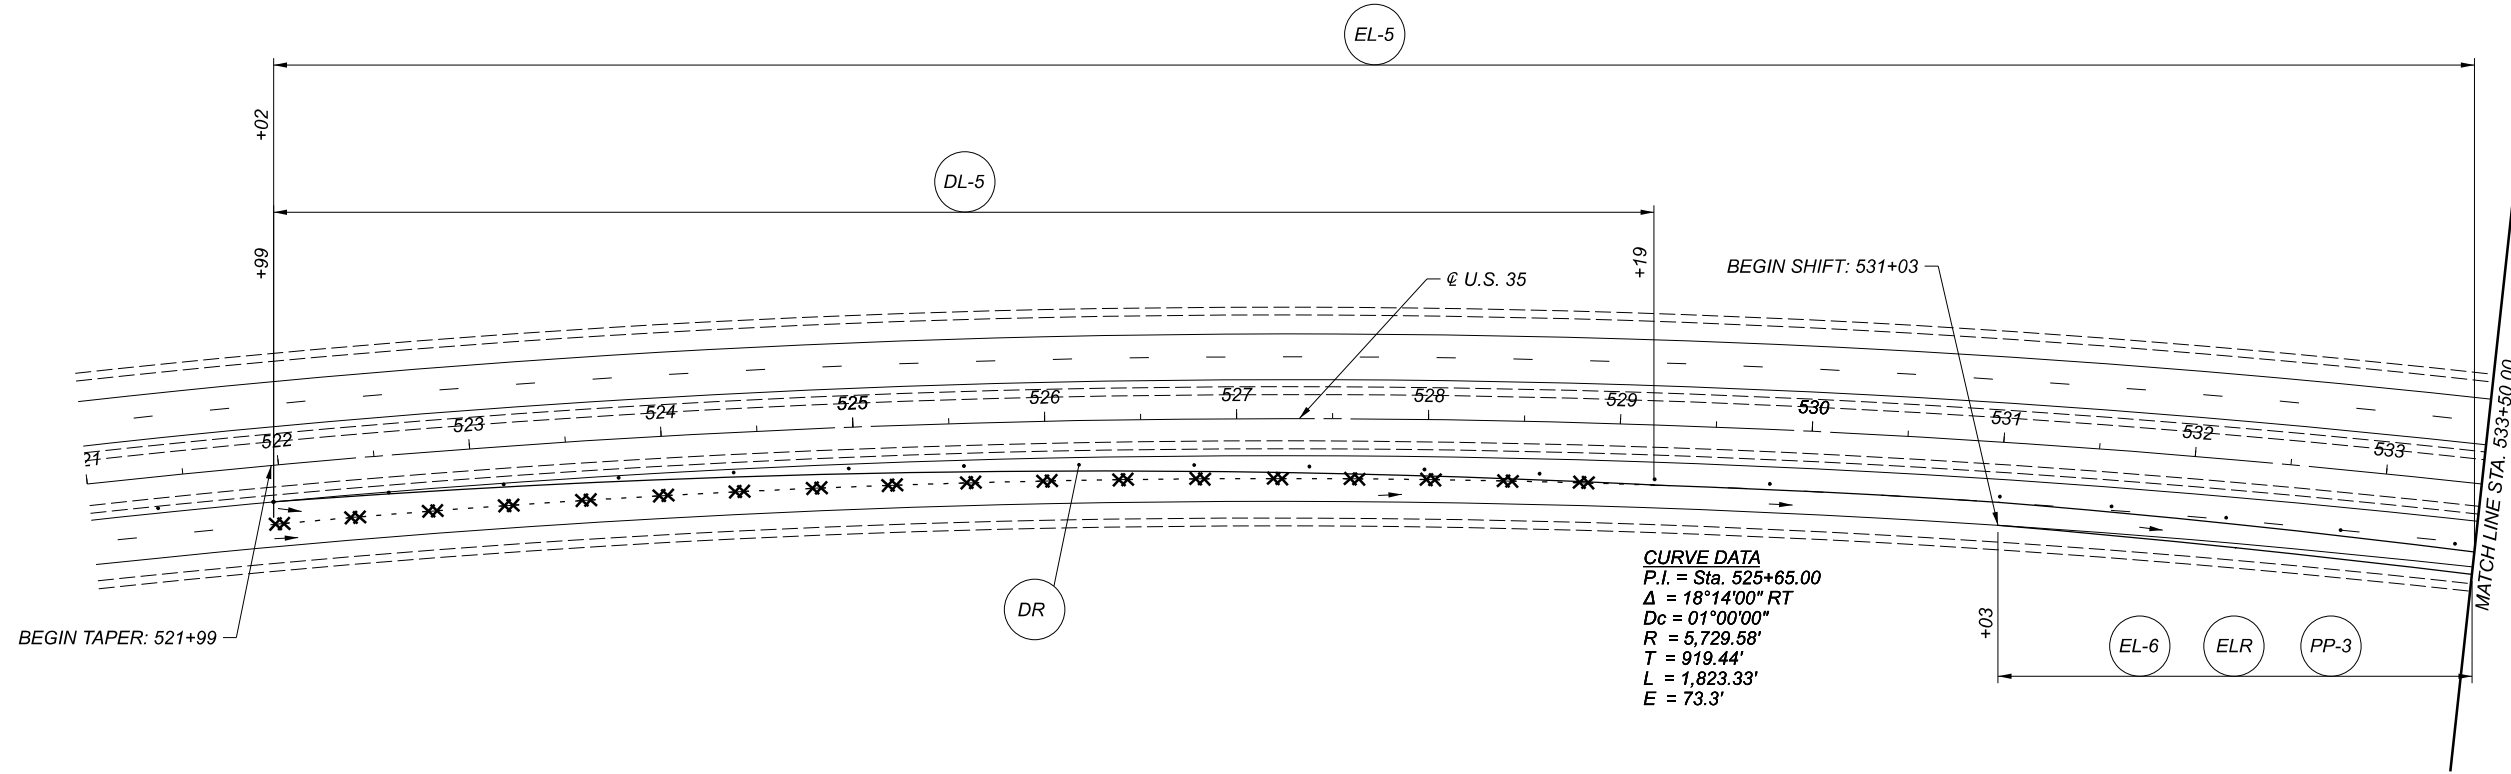 EL-5
+02
DL-5
+99
+19
℄ U.S. 35
BEGIN SHIFT: 531+03
21
522
523
524
525
526
527
528
529
530
531
532
533
MATCH LINE STA. 533+50.00
BEGIN TAPER: 521+99
DR
CURVE DATA
P.I. = Sta. 525+65.00
Δ = 18°14'00" RT
Dc = 01°00'00"
R = 5,729.58'
T = 919.44'
L = 1,823.33'
E = 73.3'
+03
EL-6
ELR
PP-3